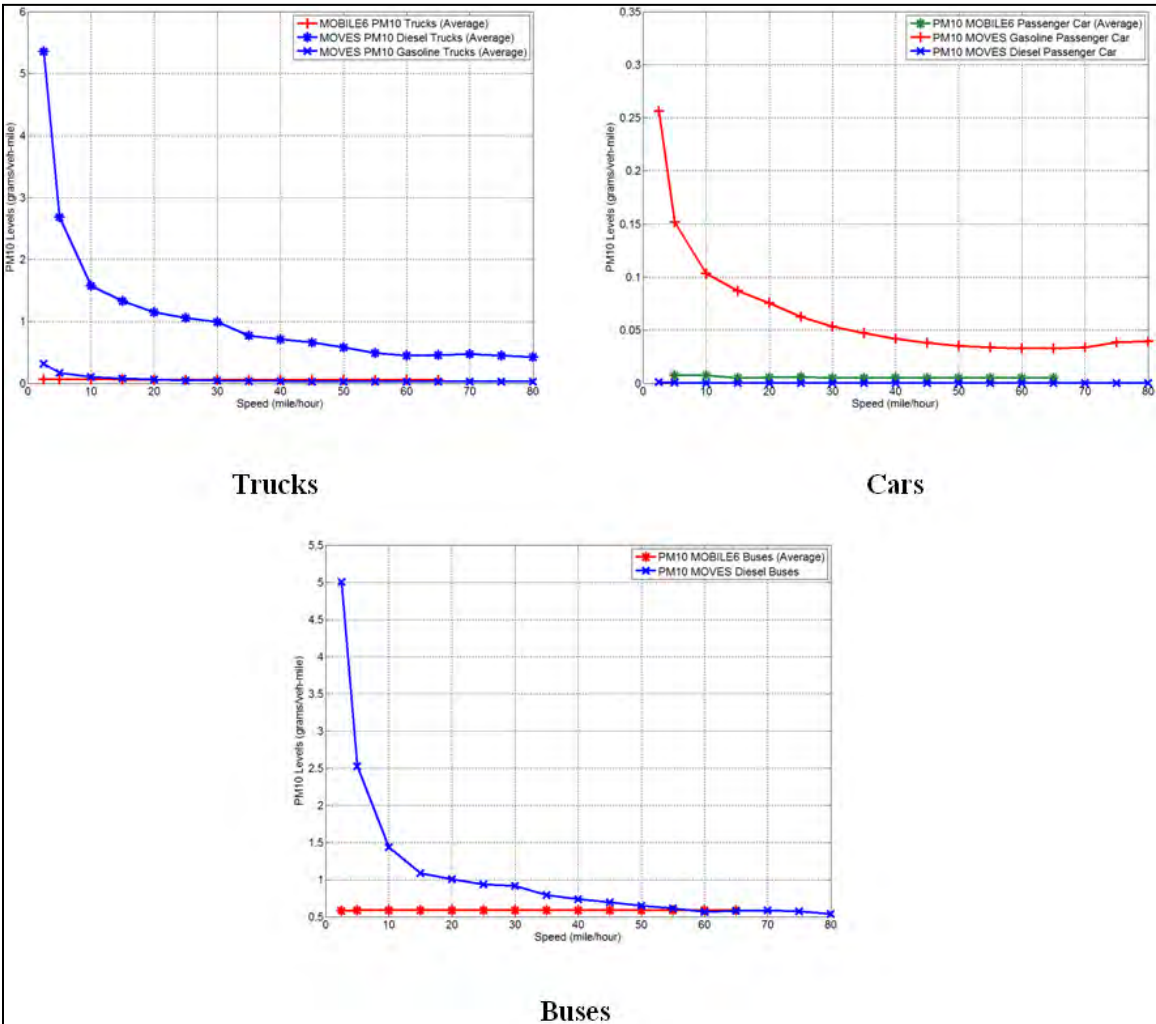 MOBILE6 PM10 Trucks (Average)
MOVES PM10 Diesel Trucks (Average)
MOVES PM10 Gasoline Trucks (Average)
6
5
4
3
2
1
0
PM10 Levels (grams/veh-mile)
0 10 20 30 40 50 60 70 80
Speed (mile/hour)
Trucks
PM10 MOBILE6 Passenger Car (Average)
PM10 MOVES Gasoline Passenger Car
PM10 MOVES Diesel Passenger Car
0.35
0.3
0.25
0.2
0.15
0.1
0.05
0
PM10 Levels (grams/veh-mile)
0 10 20 30 40 50 60 70 80
Speed (mile/hour)
Cars
PM10 MOBILE6 Buses (Average)
PM10 MOVES Diesel Buses
5.5
5
4.5
4
3.5
3
2.5
2
1.5
1
0.5
PM10 Levels (grams/veh-mile)
0 10 20 30 40 50 60 70 80
Speed (mile/hour)
Buses